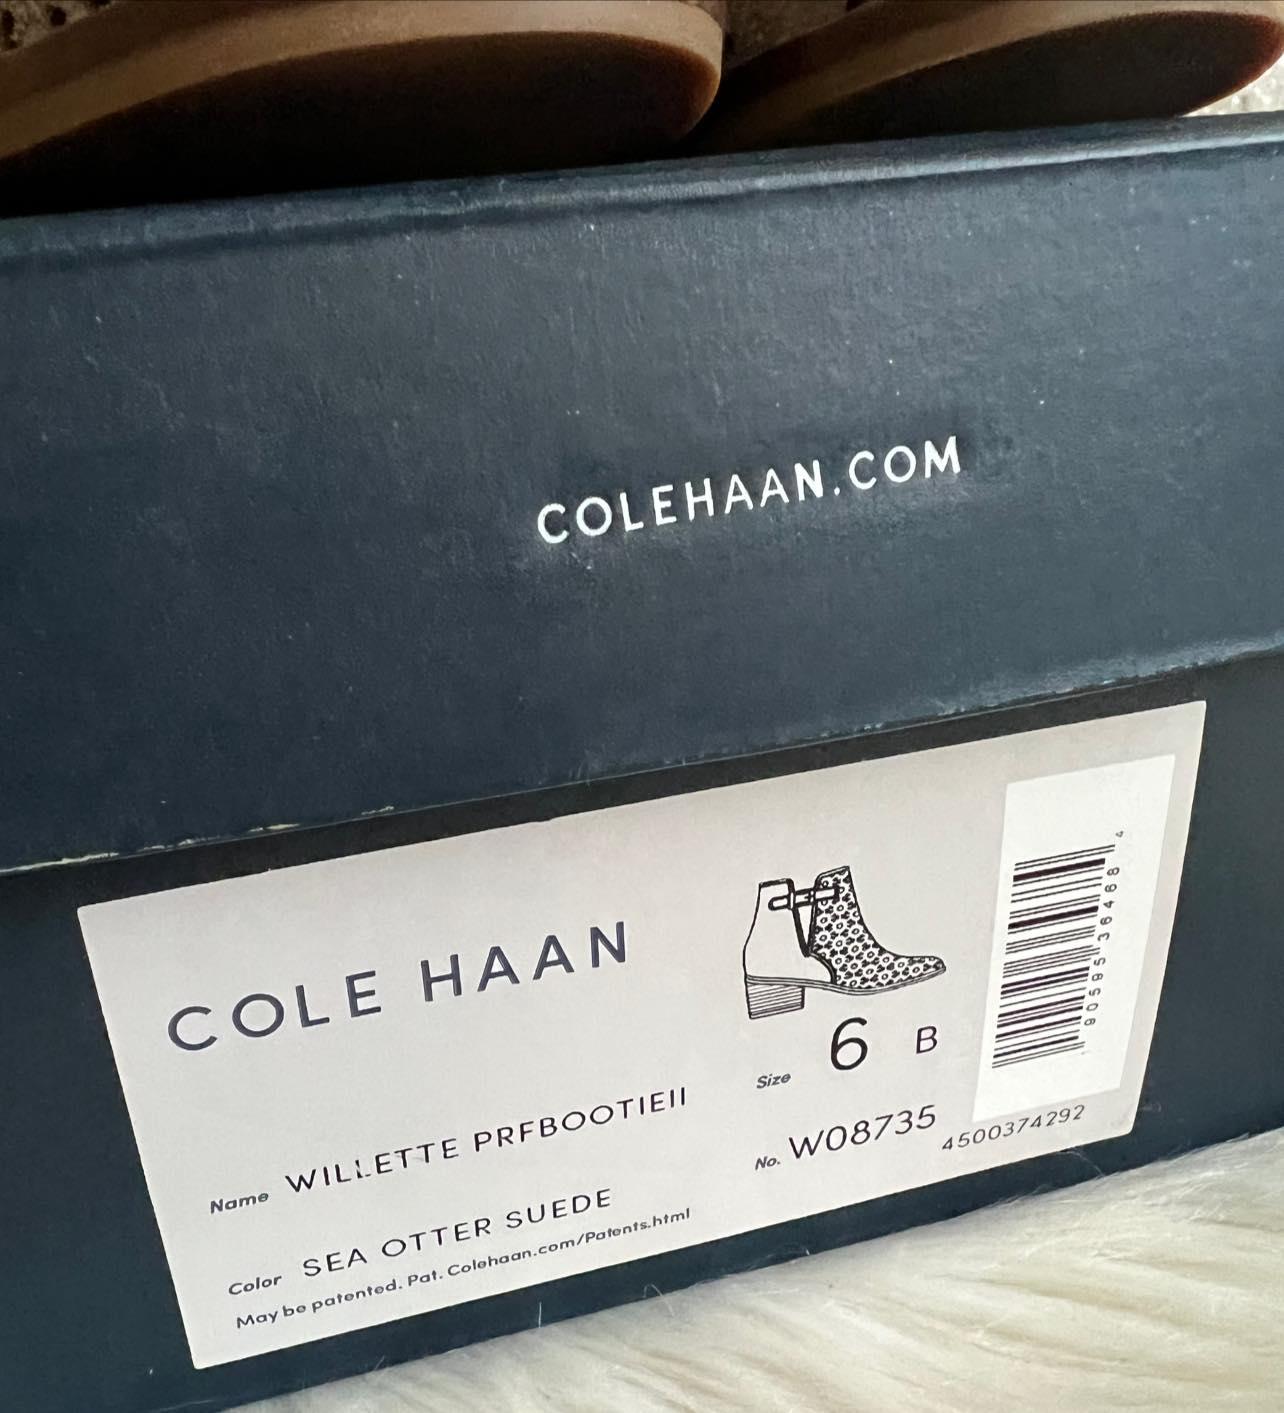 COLEHAAN.COM
COLE HAAN
Size 6 B
Name WILLETTE PRFBOOTIEII
No. W08735
4500374292
Color SEA OTTER SUEDE
May be patented. Pat. Colehaan.com/Patents.html